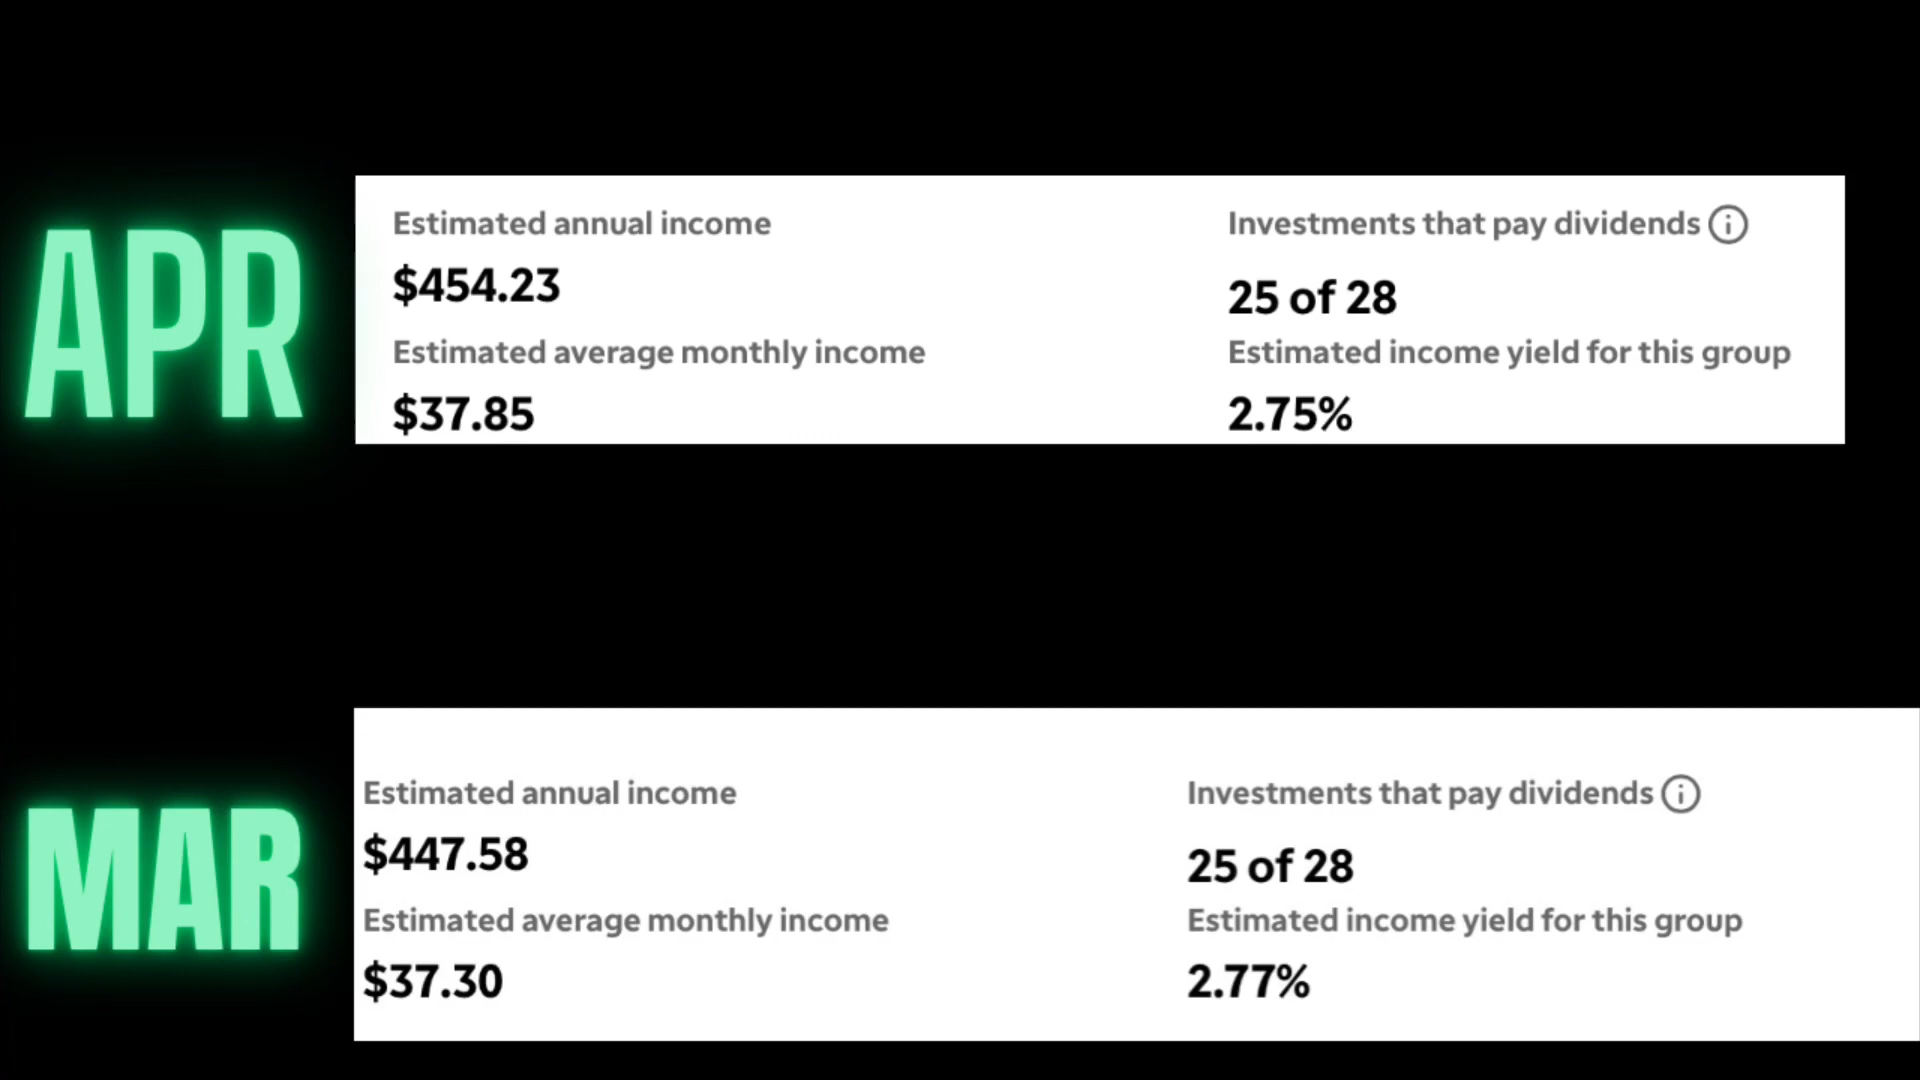 APR
Estimated annual income
$454.23
Estimated average monthly income
$37.85
Investments that pay dividends
25 of 28
Estimated income yield for this group
2.75%
MAR
Estimated annual income
$447.58
Estimated average monthly income
$37.30
Investments that pay dividends
25 of 28
Estimated income yield for this group
2.77%